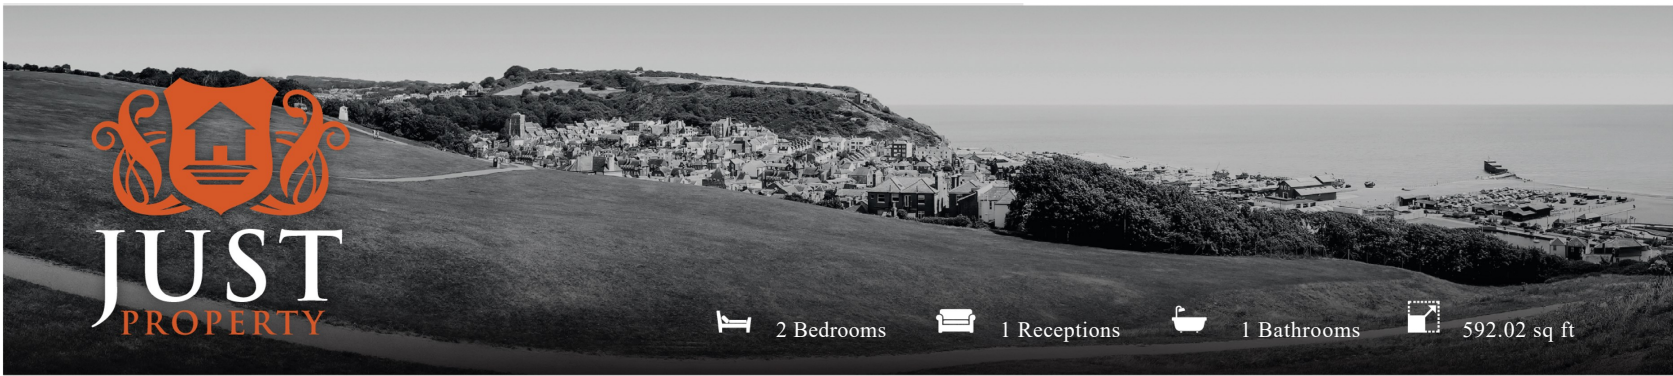 JUST
PROPERTY
2 Bedrooms 1 Receptions 1 Bathrooms 592.02 sq ft